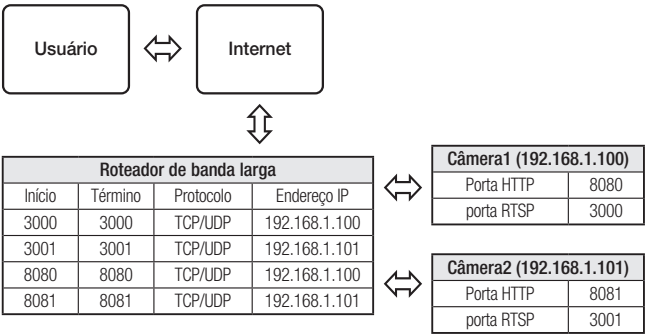 Usuário
Internet
Roteador de banda larga
Início Término Protocolo Endereço IP
3000 3000 TCP/UDP 192.168.1.100
3001 3001 TCP/UDP 192.168.1.101
8080 8080 TCP/UDP 192.168.1.100
8081 8081 TCP/UDP 192.168.1.101
Câmera1 (192.168.1.100)
Porta HTTP 8080
porta RTSP 3000
Câmera2 (192.168.1.101)
Porta HTTP 8081
porta RTSP 3001